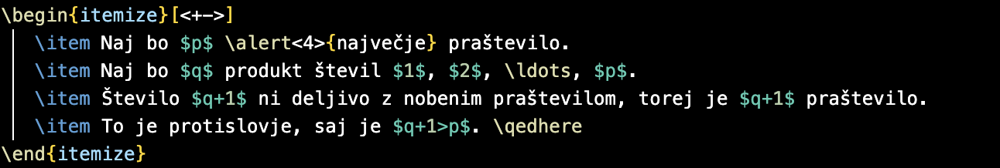 \begin{itemize}[<+->]
\item Naj bo $p$ \alert<4>{največje} praštevilo.
\item Naj bo $q$ produkt števil $1$, $2$, \ldots, $p$.
\item Število $q+1$ ni deljivo z nobenim praštevilom, torej je $q+1$ praštevilo.
\item To je protislovje, saj je $q+1>p$. \qedhere
\end{itemize}